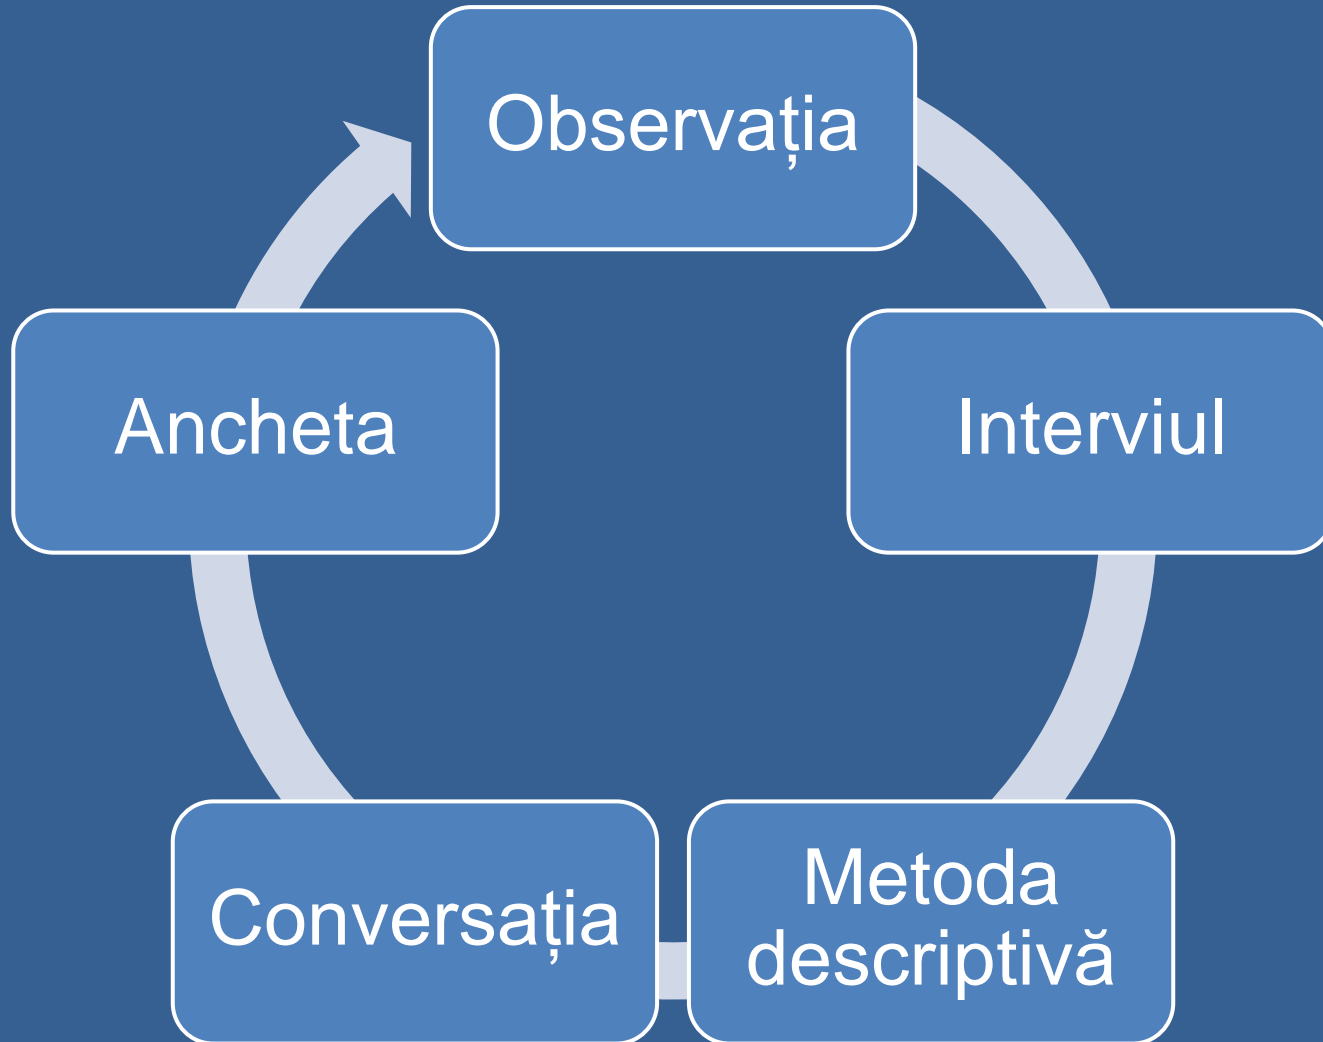 Observația
Interviul
Metoda
descriptivă
Conversația
Ancheta